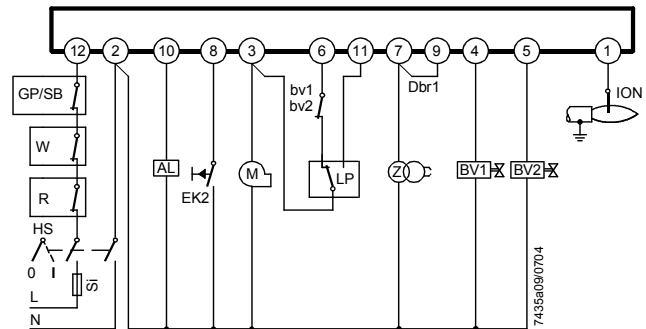 12 2 10 8 3 6 11 7 9 4 5 1
GP/SB
bv1
bv2
Dbr1
ION
W
AL
M
LP
Z
BV1
BV2
R
EK2
HS
0 I
Si
L
N
7435a09/0704